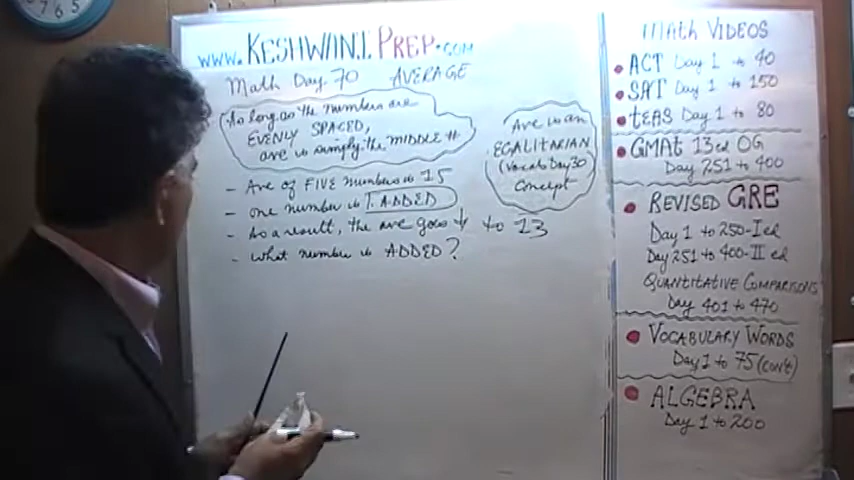 WWW.KESHWANIPREP.COM
Math Day 70 AVERAGE
As long as the numbers are
EVENLY SPACED,
ave is simply the MIDDLE #
Ave is an
EGALITARIAN
(Vocab Day 30
Concept
- Ave of FIVE numbers is 15
- one number is 1. ADDED
- As a result, the ave goes ↓ to 13
- what number is ADDED?
Math Videos
ACT Day 1 to 40
SAT Day 1 to 150
TEAS Day 1 to 80
GMAT 13ed OG
Day 251 to 400
REVISED GRE
Day 1 to 250-I ed
Day 251 to 400-II ed
QUANTITATIVE COMPARISONS
Day 401 to 470
VOCABULARY WORDS
Day 1 to 75 (con't)
ALGEBRA
Day 1 to 200
7 6 5